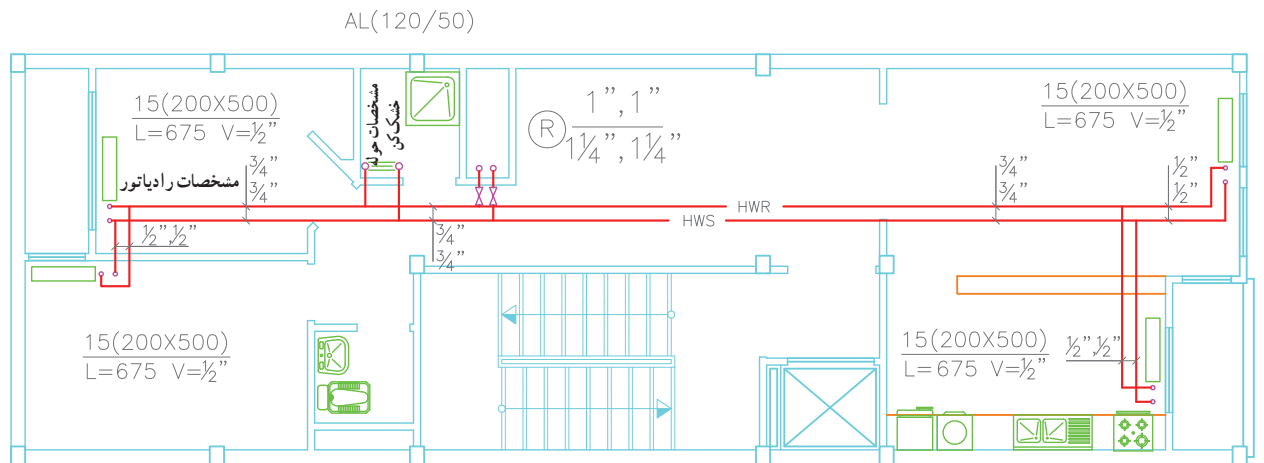 AL(120/50)
15(200X500)
L=675 V=½”
مشخصات حوله
خشک کن
R
1”,1”
1¼”, 1¼”
15(200X500)
L=675 V=½”
¾”
¾”
مشخصات رادیاتور
¾”
¾”
½”
½”
HWR
HWS
½”,½”
¾”
¾”
15(200X500)
L=675 V=½”
15(200X500)
L=675 V=½”
½”,½”